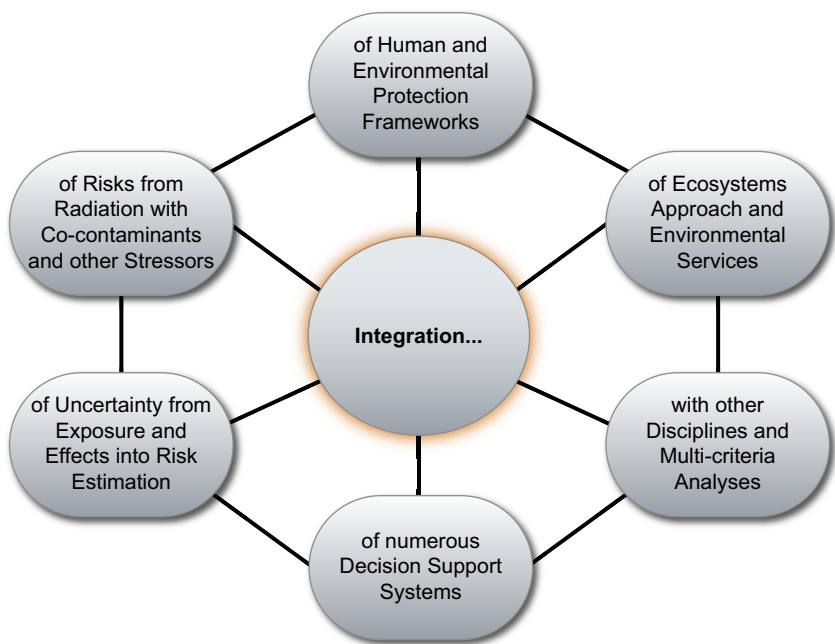 of Human and
Environmental
Protection
Frameworks
of Risks from
Radiation with
Co-contaminants
and other Stressors
of Ecosystems
Approach and
Environmental
Services
Integration...
of Uncertainty from
Exposure and
Effects into Risk
Estimation
with other
Disciplines and
Multi-criteria
Analyses
of numerous
Decision Support
Systems